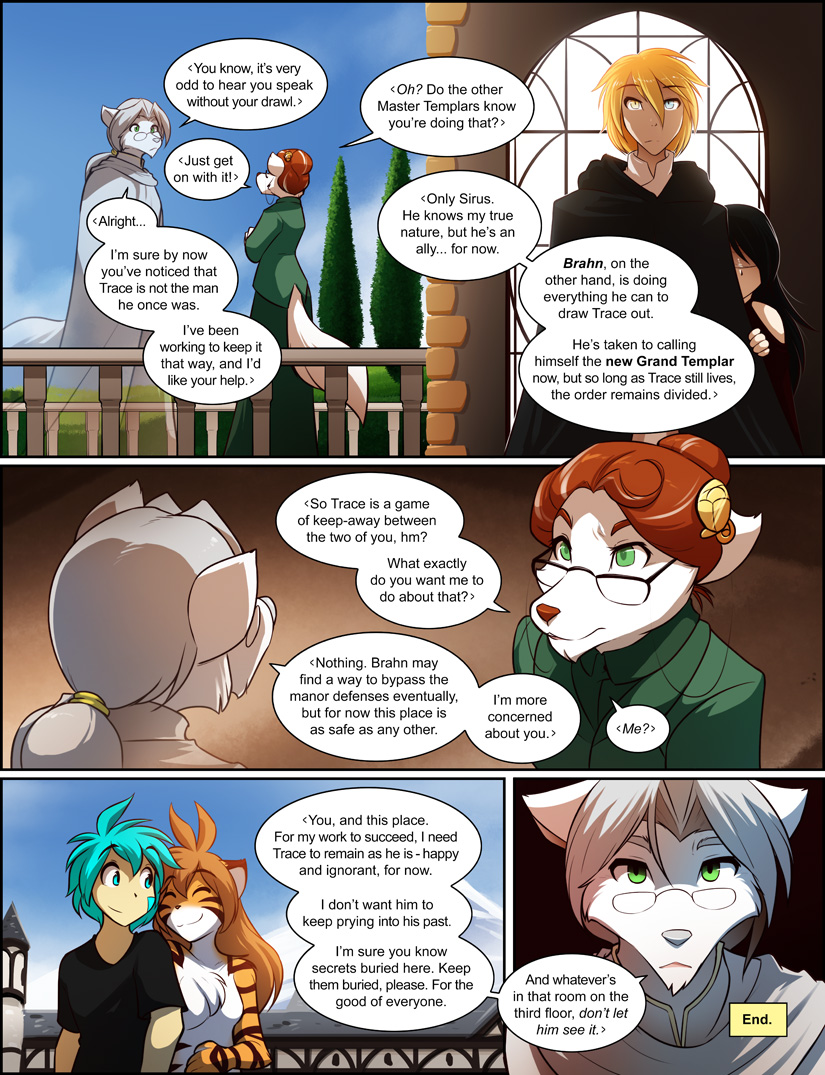 ‹You know, it's very
odd to hear you speak
without your drawl.›
‹Just get
on with it!›
‹Alright...
I'm sure by now
you've noticed that
Trace is not the man
he once was.
I've been
working to keep it
that way, and I'd
like your help.›
‹Oh? Do the other
Master Templars know
you're doing that?›
‹Only Sirus.
He knows my true
nature, but he's an
ally... for now.
Brahn, on the
other hand, is doing
everything he can to
draw Trace out.
He's taken to calling
himself the new Grand Templar
now, but so long as Trace still lives,
the order remains divided.›
‹So Trace is a game
of keep-away between
the two of you, hm?
What exactly
do you want me to
do about that?›
‹Nothing. Brahn may
find a way to bypass the
manor defenses eventually,
but for now this place is
as safe as any other.
I'm more
concerned
about you.›
‹Me?›
‹You, and this place.
For my work to succeed, I need
Trace to remain as he is - happy
and ignorant, for now.
I don't want him to
keep prying into his past.
I'm sure you know
secrets buried here. Keep
them buried, please. For the
good of everyone.
And whatever's
in that room on the
third floor, don't let
him see it.›
End.